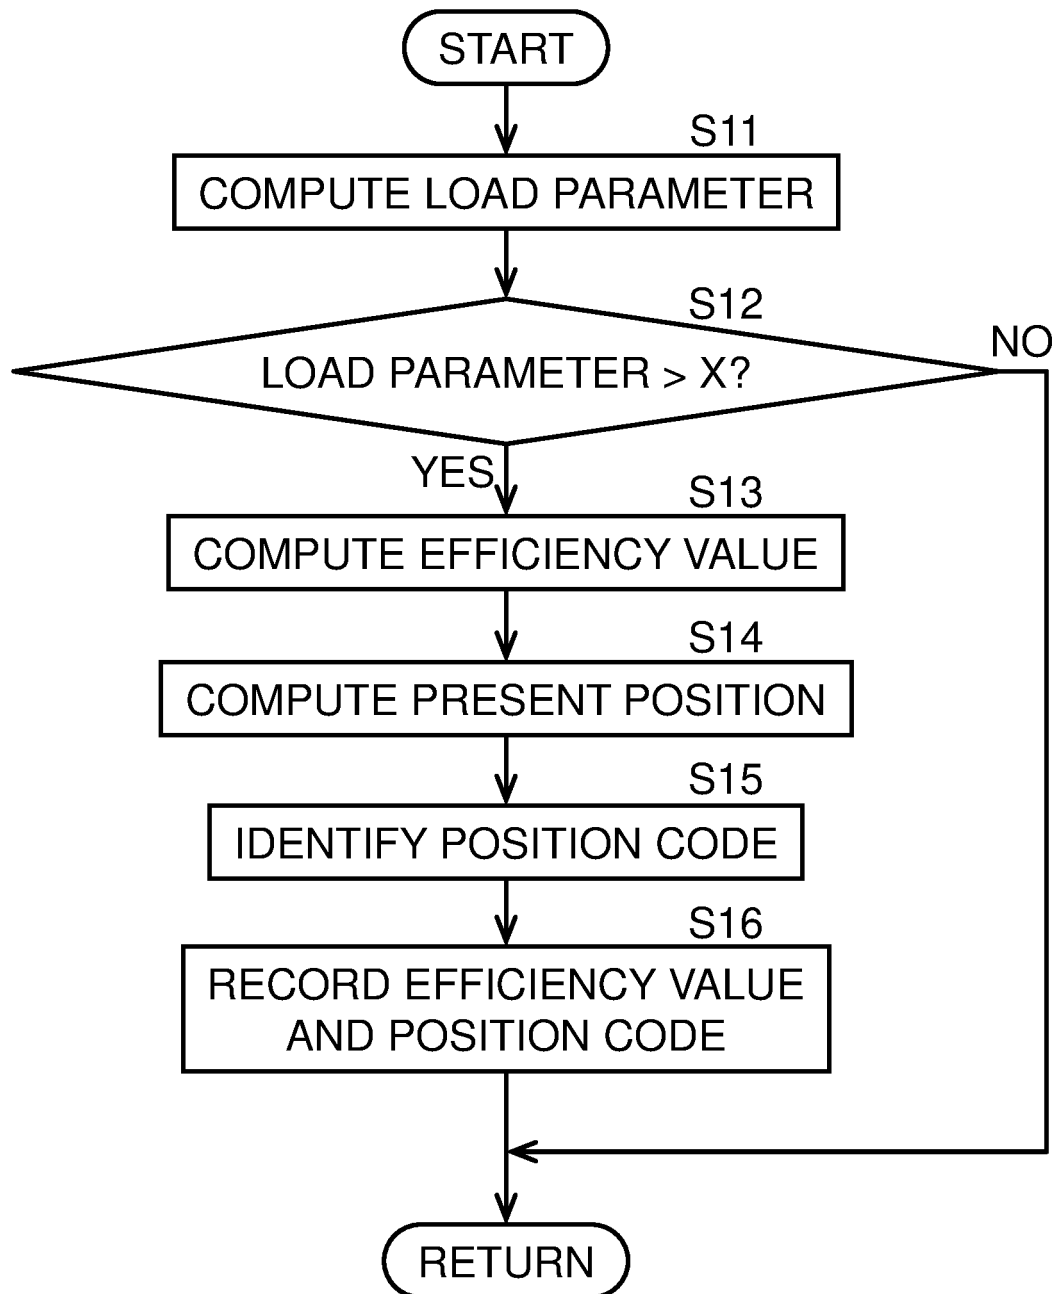 START
S11
COMPUTE LOAD PARAMETER
S12
LOAD PARAMETER > X?
NO
YES
S13
COMPUTE EFFICIENCY VALUE
S14
COMPUTE PRESENT POSITION
S15
IDENTIFY POSITION CODE
S16
RECORD EFFICIENCY VALUE
AND POSITION CODE
RETURN